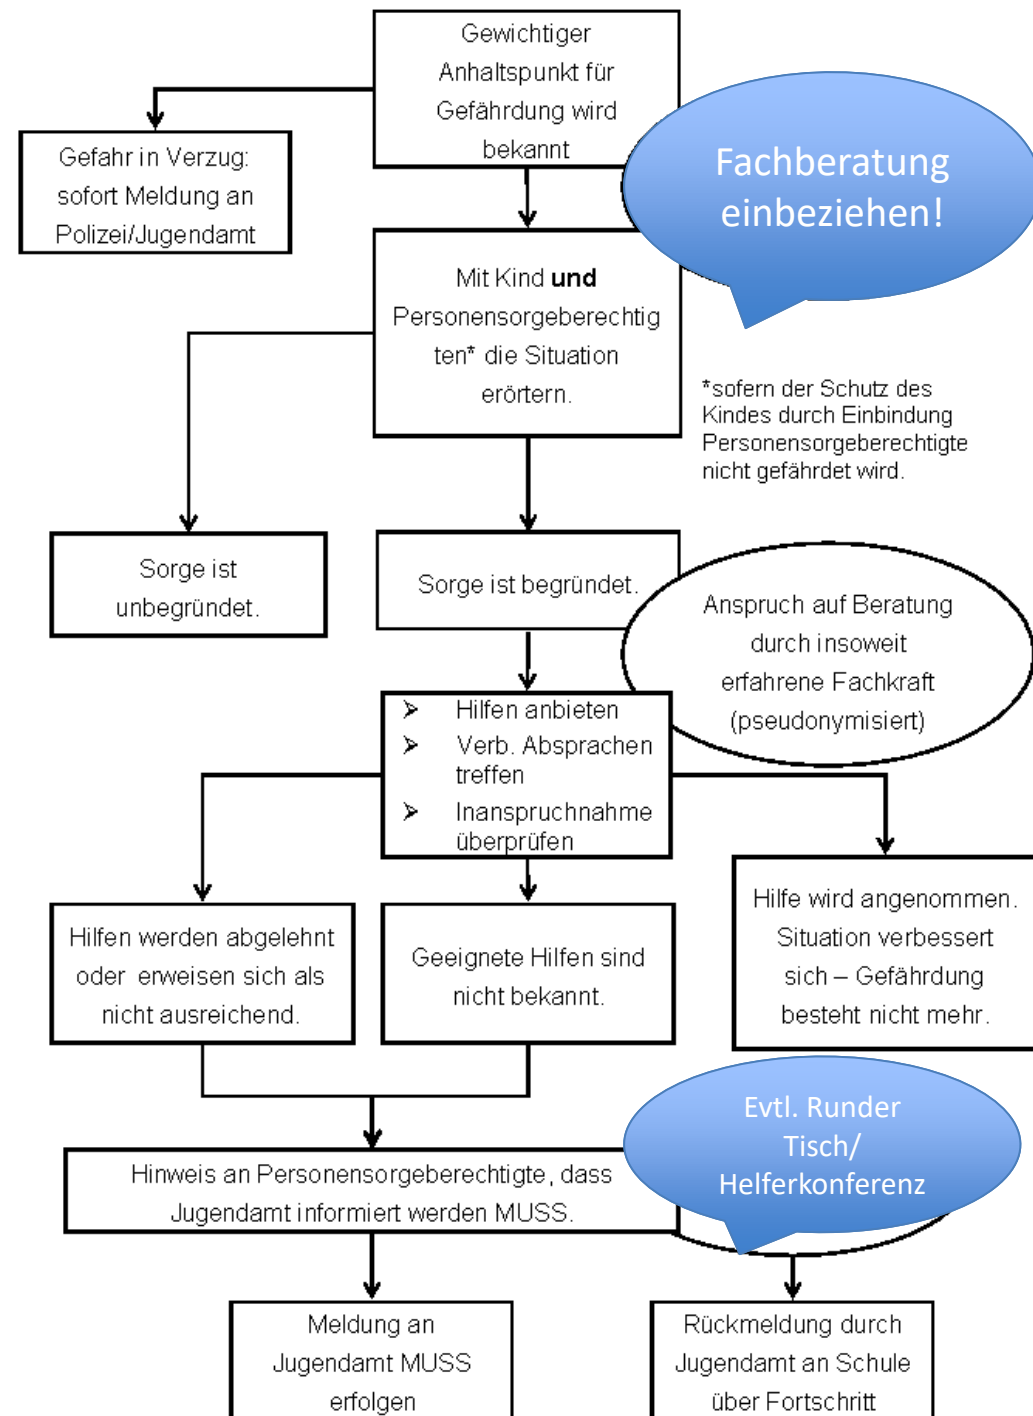 Gewichtiger
Anhaltspunkt für
Gefährdung wird
bekannt
Gefahr in Verzug:
sofort Meldung an
Polizei/Jugendamt
Fachberatung
einbeziehen!
Mit Kind und
Personensorgeberechtig
ten* die Situation
erörtern.
*sofern der Schutz des
Kindes durch Einbindung
Personensorgeberechtigte
nicht gefährdet wird.
Sorge ist
unbegründet.
Sorge ist begründet.
Anspruch auf Beratung
durch insoweit
erfahrene Fachkraft
(pseudonymisiert)
➢ Hilfen anbieten
➢ Verb. Absprachen
treffen
➢ Inanspruchnahme
überprüfen
Hilfen werden abgelehnt
oder erweisen sich als
nicht ausreichend.
Geeignete Hilfen sind
nicht bekannt.
Hilfe wird angenommen.
Situation verbessert
sich – Gefährdung
besteht nicht mehr.
Evtl. Runder
Tisch/
Helferkonferenz
Hinweis an Personensorgeberechtigte, dass
Jugendamt informiert werden MUSS.
Meldung an
Jugendamt MUSS
erfolgen
Rückmeldung durch
Jugendamt an Schule
über Fortschritt